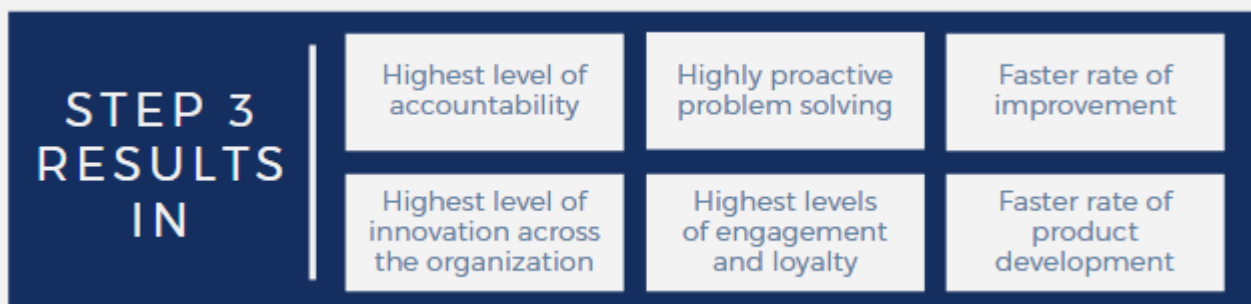 STEP 3
RESULTS
IN
Highest level of
accountability
Highly proactive
problem solving
Faster rate of
improvement
Highest level of
innovation across
the organization
Highest levels
of engagement
and loyalty
Faster rate of
product
development